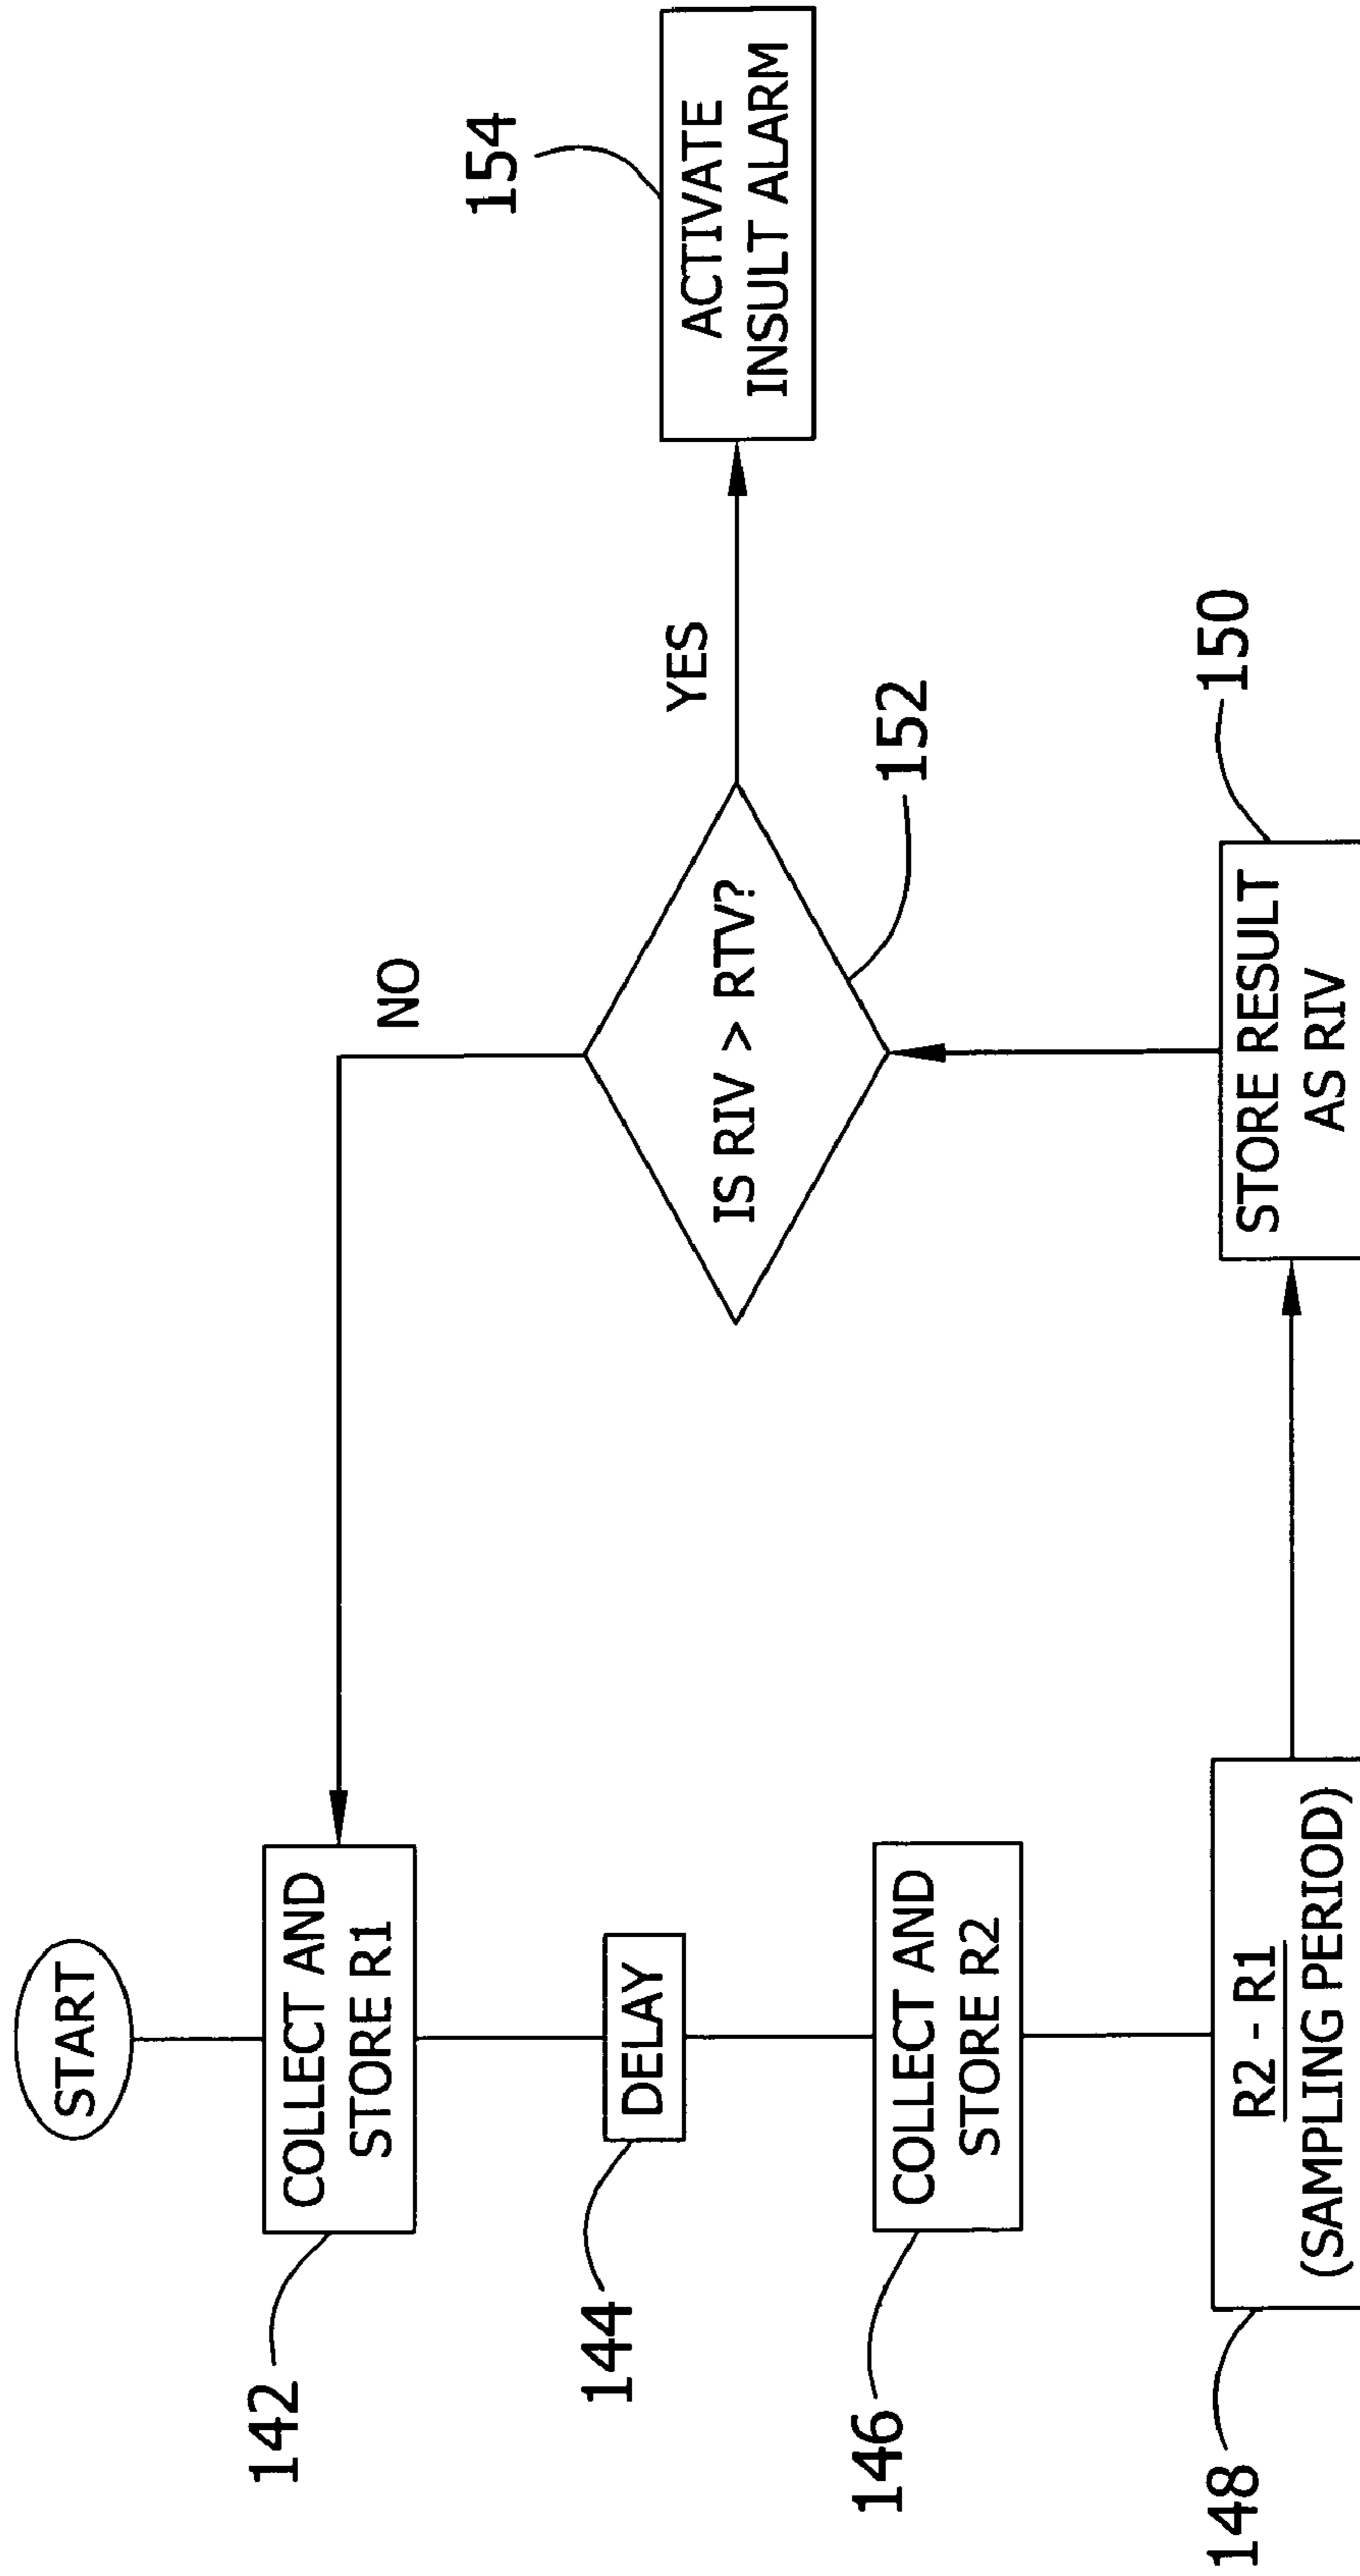 START
142
COLLECT AND
STORE R1
144
DELAY
146
COLLECT AND
STORE R2
148
R2 - R1
(SAMPLING PERIOD)
150
STORE RESULT
AS RIV
152
IS RIV > RTV?
NO
YES
154
ACTIVATE
INSULT ALARM